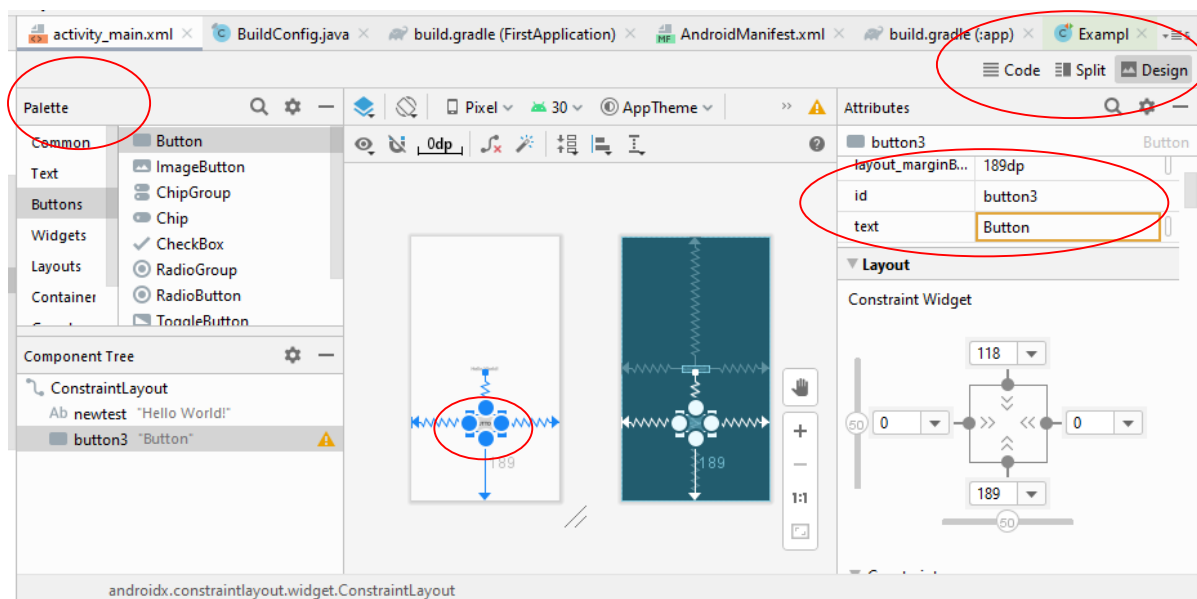 activity_main.xml BuildConfig.java build.gradle (FirstApplication) AndroidManifest.xml build.gradle (:app) Exampl
Code Split Design
Palette
Common
Text
Buttons
Widgets
Layouts
Container
Button
ImageButton
ChipGroup
Chip
CheckBox
RadioGroup
RadioButton
ToggleButton
Component Tree
ConstraintLayout
Ab newtest "Hello World!"
button3 "Button"
Pixel 30 AppTheme
0dp
189
189
1:1
Attributes
button3 Button
layout_marginB... 189dp
id button3
text Button
Layout
Constraint Widget
118
50 0 0
189
50
androidx.constraintlayout.widget.ConstraintLayout